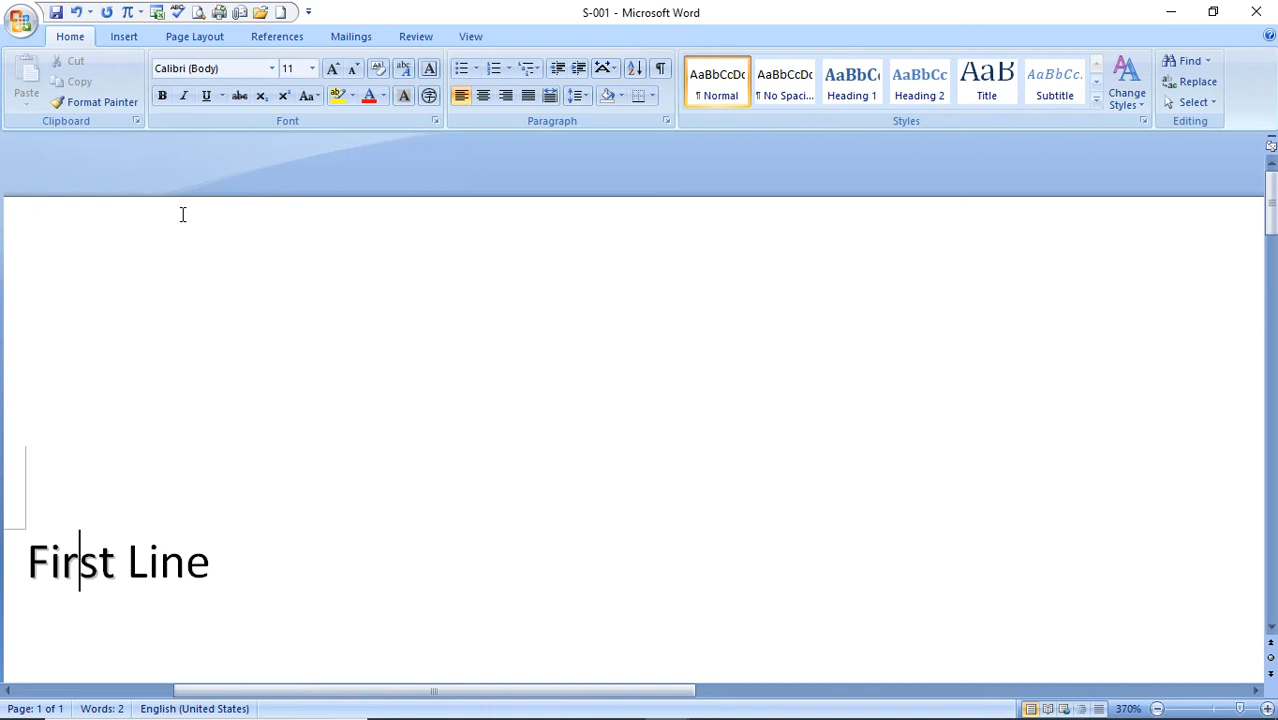 S-001 - Microsoft Word
Home Insert Page Layout References Mailings Review View
Paste
Cut
Copy
Format Painter
Clipboard
Calibri (Body) 11
Font
Paragraph
AaBbCcDc AaBbCcDc AaBbCc AaBbCc AaB AaBbCc.
¶ Normal ¶ No Spaci... Heading 1 Heading 2 Title Subtitle
Change
Styles
Styles
Find
Replace
Select
Editing
First Line
Page: 1 of 1 Words: 2 English (United States) 370%